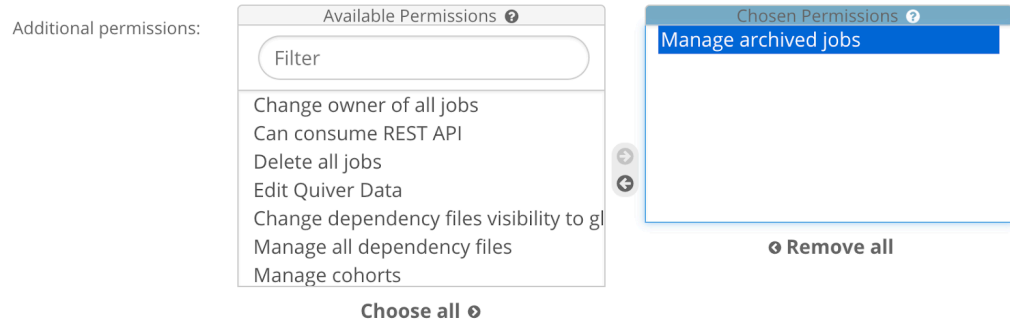 Additional permissions:
Available Permissions
Filter
Change owner of all jobs
Can consume REST API
Delete all jobs
Edit Quiver Data
Change dependency files visibility to gl
Manage all dependency files
Manage cohorts
Choose all
Chosen Permissions
Manage archived jobs
Remove all